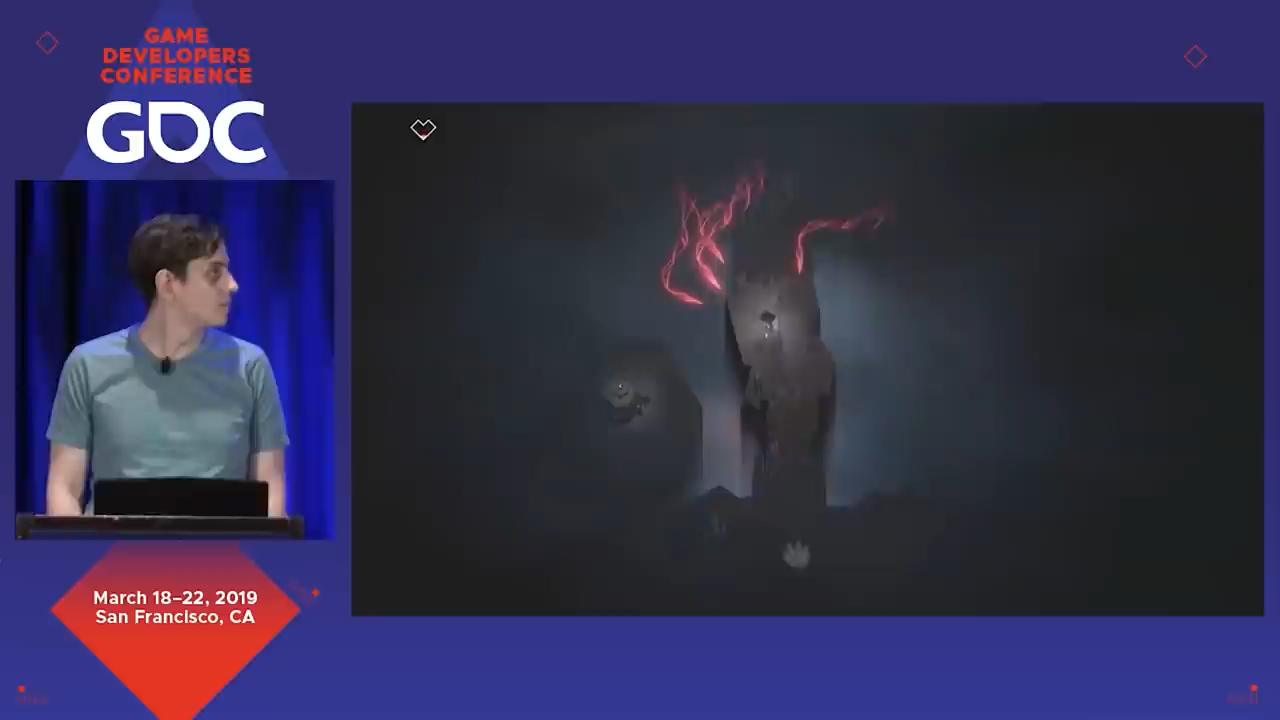 GAME
DEVELOPERS
CONFERENCE
GDC
March 18–22, 2019
San Francisco, CA